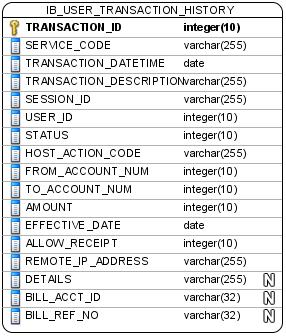 IB_USER_TRANSACTION_HISTORY
TRANSACTION_ID integer(10)
SERVICE_CODE varchar(255)
TRANSACTION_DATETIME date
TRANSACTION_DESCRIPTION varchar(255)
SESSION_ID varchar(255)
USER_ID integer(10)
STATUS integer(10)
HOST_ACTION_CODE varchar(255)
FROM_ACCOUNT_NUM integer(10)
TO_ACCOUNT_NUM integer(10)
AMOUNT integer(10)
EFFECTIVE_DATE date
ALLOW_RECEIPT integer(10)
REMOTE_IP_ADDRESS varchar(255)
DETAILS varchar(255) N
BILL_ACCT_ID varchar(32) N
BILL_REF_NO varchar(32) N